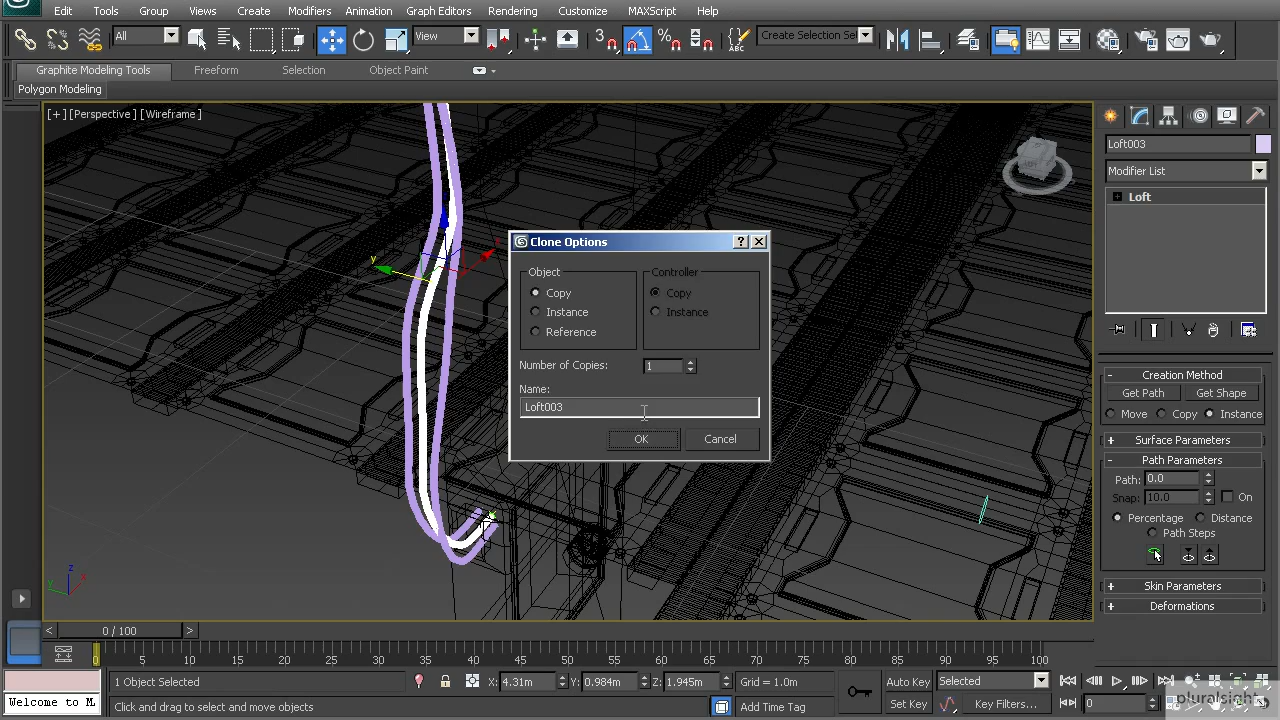 Edit Tools Group Views Create Modifiers Animation Graph Editors Rendering Customize MAXScript Help
All View 3 % ABC Create Selection Set
Graphite Modeling Tools Freeform Selection Object Paint
Polygon Modeling
[+] [Perspective] [Wireframe]
Loft003
Modifier List
Loft
Clone Options
Object Controller
Copy Copy
Instance Instance
Reference
Number of Copies: 1
Name:
Loft003
OK Cancel
y
z
y x
Creation Method
Get Path Get Shape
Move Copy Instance
Surface Parameters
Path Parameters
Path: 0.0
Snap: 10.0 On
Percentage Distance
Path Steps
Skin Parameters
Deformations
< 0 / 100 >
0 5 10 15 20 25 30 35 40 45 50 55 60 65 70 75 80 85 90 95 100
1 Object Selected X: 4.31m Y: 0.984m Z: 1.945m Grid = 1.0m Auto Key Selected
Welcome to M Click and drag to select and move objects Add Time Tag Set Key Key Filters... 0
pluralsight